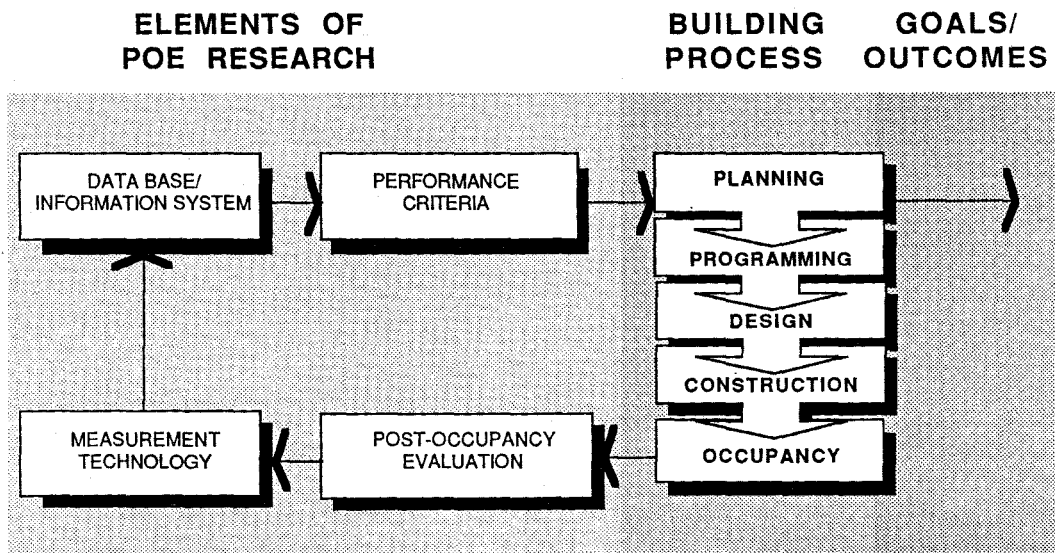 ELEMENTS OF
POE RESEARCH
BUILDING
PROCESS
GOALS/
OUTCOMES
DATA BASE/
INFORMATION SYSTEM
PERFORMANCE
CRITERIA
PLANNING
PROGRAMMING
DESIGN
CONSTRUCTION
OCCUPANCY
POST-OCCUPANCY
EVALUATION
MEASUREMENT
TECHNOLOGY